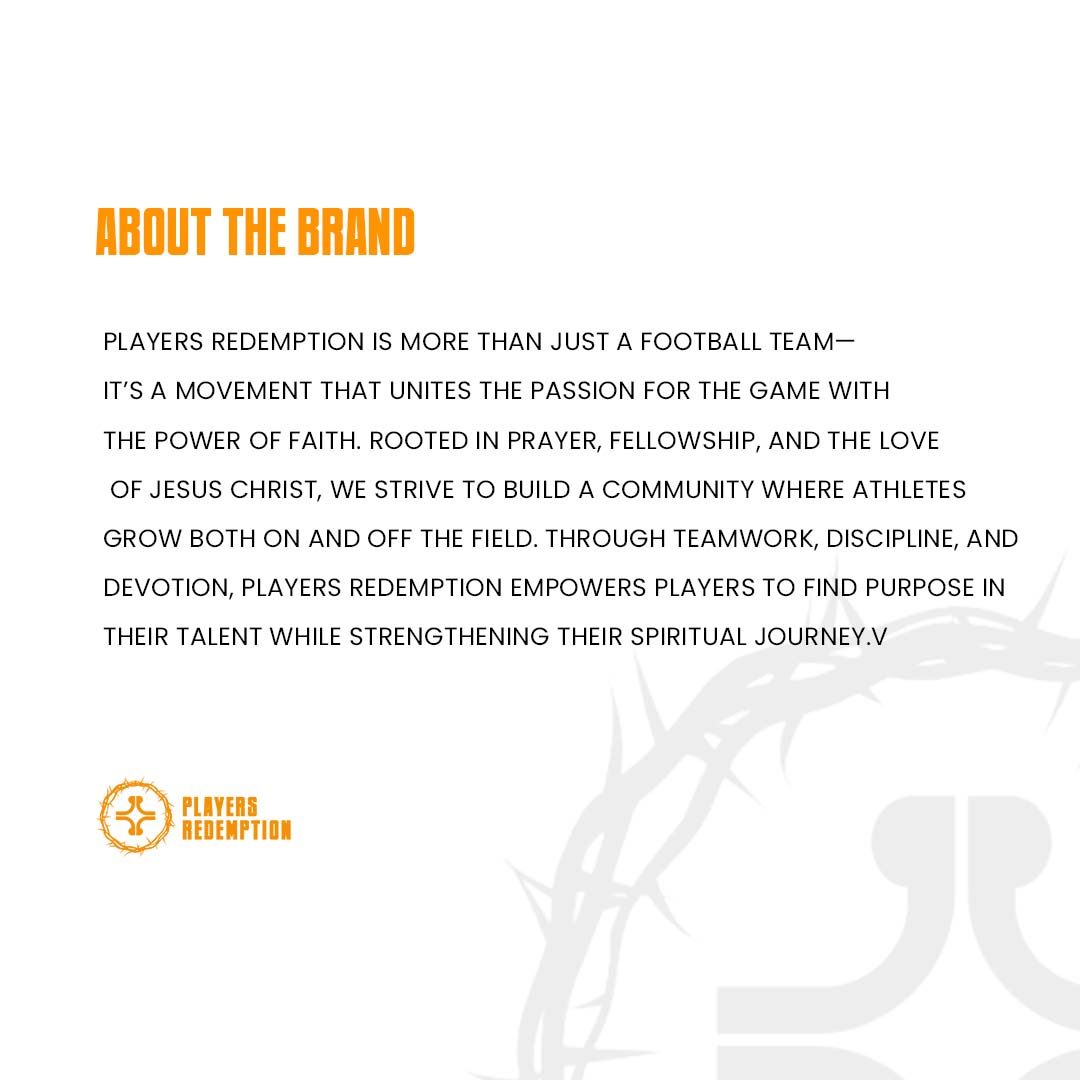 ABOUT THE BRAND
PLAYERS REDEMPTION IS MORE THAN JUST A FOOTBALL TEAM—
IT’S A MOVEMENT THAT UNITES THE PASSION FOR THE GAME WITH
THE POWER OF FAITH. ROOTED IN PRAYER, FELLOWSHIP, AND THE LOVE
OF JESUS CHRIST, WE STRIVE TO BUILD A COMMUNITY WHERE ATHLETES
GROW BOTH ON AND OFF THE FIELD. THROUGH TEAMWORK, DISCIPLINE, AND
DEVOTION, PLAYERS REDEMPTION EMPOWERS PLAYERS TO FIND PURPOSE IN
THEIR TALENT WHILE STRENGTHENING THEIR SPIRITUAL JOURNEY.V
PLAYERS
REDEMPTION